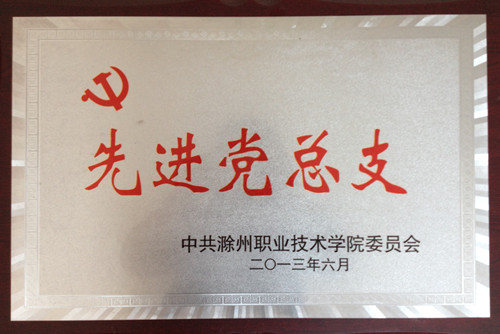 先进党总支
中共滁州职业技术学院委员会
二〇一三年六月